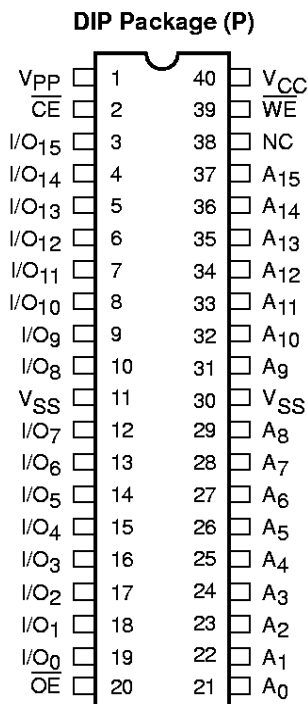 DIP Package (P)
VPP 1 40 VCC
CE 2 39 WE
I/O15 3 38 NC
I/O14 4 37 A15
I/O13 5 36 A14
I/O12 6 35 A13
I/O11 7 34 A12
I/O10 8 33 A11
I/O9 9 32 A10
I/O8 10 31 A9
VSS 11 30 VSS
I/O7 12 29 A8
I/O6 13 28 A7
I/O5 14 27 A6
I/O4 15 26 A5
I/O3 16 25 A4
I/O2 17 24 A3
I/O1 18 23 A2
I/O0 19 22 A1
OE 20 21 A0